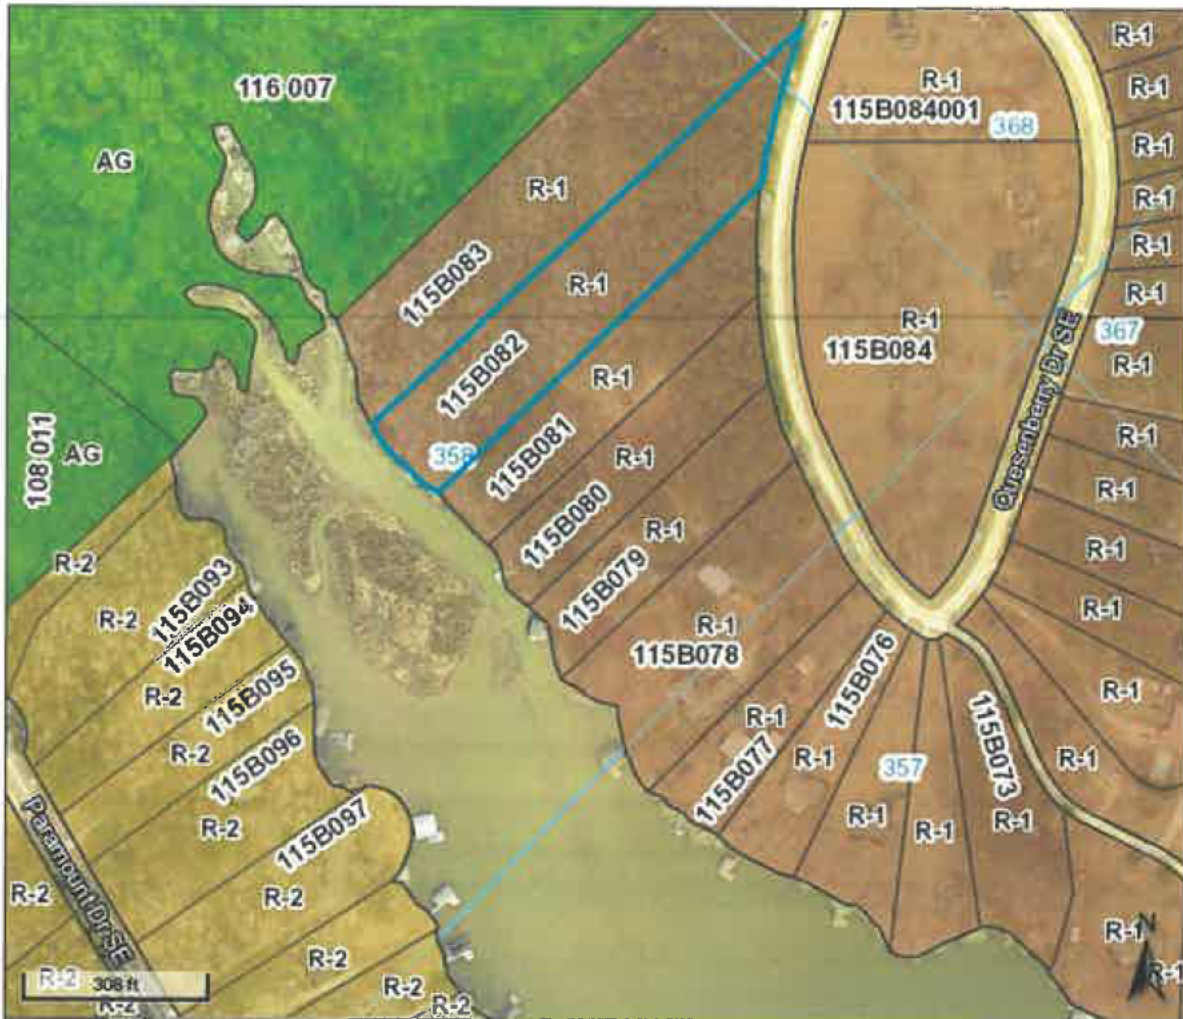 R-1
116 007
R-1
R-1
115B084001
368
R-1
AG
R-1
R-1
R-1
115B083
R-1
R-1
R-1
115B084
367
115B082
R-1
R-1
Quesenberry Dr SE
R-1
108 011
AG
358
115B081
R-1
R-1
115B080
R-1
R-1
R-2
115B079
R-1
115B093
R-2
115B094
R-1
115B078
115B076
R-2
115B095
R-1
115B073
R-1
R-2
115B096
115B077
R-1
357
R-1
Paramount Dr SE
R-2
115B097
R-1
R-1
R-1
R-2
R-2
R-1
N
R-2
R-2
R-2
R-1
308 ft
R-2
R-2